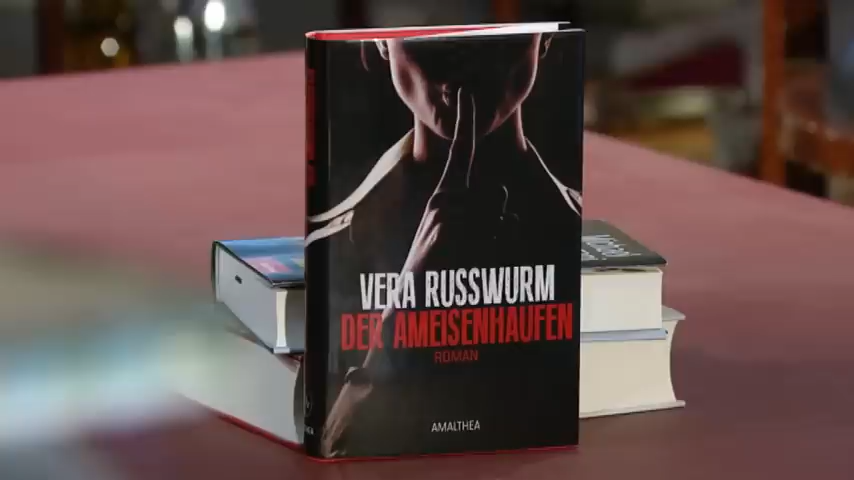 VERA RUSSWURM
DER AMEISENHAUFEN
ROMAN
AMALTHEA